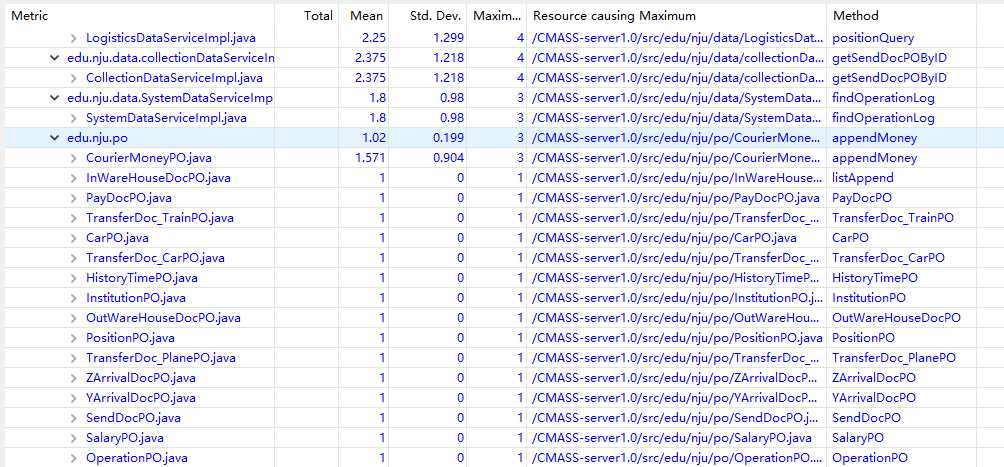 Metric Total Mean Std. Dev. Maxim... Resource causing Maximum Method
LogisticsDataServiceImpl.java 2.25 1.299 4 /CMASS-server1.0/src/edu/nju/data/LogisticsDat... positionQuery
edu.nju.data.collectionDataServiceIm 2.375 1.218 4 /CMASS-server1.0/src/edu/nju/data/collectionDa... getSendDocPOByID
CollectionDataServiceImpl.java 2.375 1.218 4 /CMASS-server1.0/src/edu/nju/data/collectionDa... getSendDocPOByID
edu.nju.data.SystemDataServiceImp 1.8 0.98 3 /CMASS-server1.0/src/edu/nju/data/SystemData... findOperationLog
SystemDataServiceImpl.java 1.8 0.98 3 /CMASS-server1.0/src/edu/nju/data/SystemData... findOperationLog
edu.nju.po 1.02 0.199 3 /CMASS-server1.0/src/edu/nju/po/CourierMone... appendMoney
CourierMoneyPO.java 1.571 0.904 3 /CMASS-server1.0/src/edu/nju/po/CourierMone... appendMoney
InWareHouseDocPO.java 1 0 1 /CMASS-server1.0/src/edu/nju/po/InWareHouse... listAppend
PayDocPO.java 1 0 1 /CMASS-server1.0/src/edu/nju/po/PayDocPO.java PayDocPO
TransferDoc_TrainPO.java 1 0 1 /CMASS-server1.0/src/edu/nju/po/TransferDoc_... TransferDoc_TrainPO
CarPO.java 1 0 1 /CMASS-server1.0/src/edu/nju/po/CarPO.java CarPO
TransferDoc_CarPO.java 1 0 1 /CMASS-server1.0/src/edu/nju/po/TransferDoc_... TransferDoc_CarPO
HistoryTimePO.java 1 0 1 /CMASS-server1.0/src/edu/nju/po/HistoryTimeP... HistoryTimePO
InstitutionPO.java 1 0 1 /CMASS-server1.0/src/edu/nju/po/InstitutionPO.j... InstitutionPO
OutWareHouseDocPO.java 1 0 1 /CMASS-server1.0/src/edu/nju/po/OutWareHou... OutWareHouseDocPO
PositionPO.java 1 0 1 /CMASS-server1.0/src/edu/nju/po/PositionPO.java PositionPO
TransferDoc_PlanePO.java 1 0 1 /CMASS-server1.0/src/edu/nju/po/TransferDoc_... TransferDoc_PlanePO
ZArrivalDocPO.java 1 0 1 /CMASS-server1.0/src/edu/nju/po/ZArrivalDocP... ZArrivalDocPO
YArrivalDocPO.java 1 0 1 /CMASS-server1.0/src/edu/nju/po/YArrivalDocP... YArrivalDocPO
SendDocPO.java 1 0 1 /CMASS-server1.0/src/edu/nju/po/SendDocPO.j... SendDocPO
SalaryPO.java 1 0 1 /CMASS-server1.0/src/edu/nju/po/SalaryPO.java SalaryPO
OperationPO.java 1 0 1 /CMASS-server1.0/src/edu/nju/po/OperationPO.... OperationPO